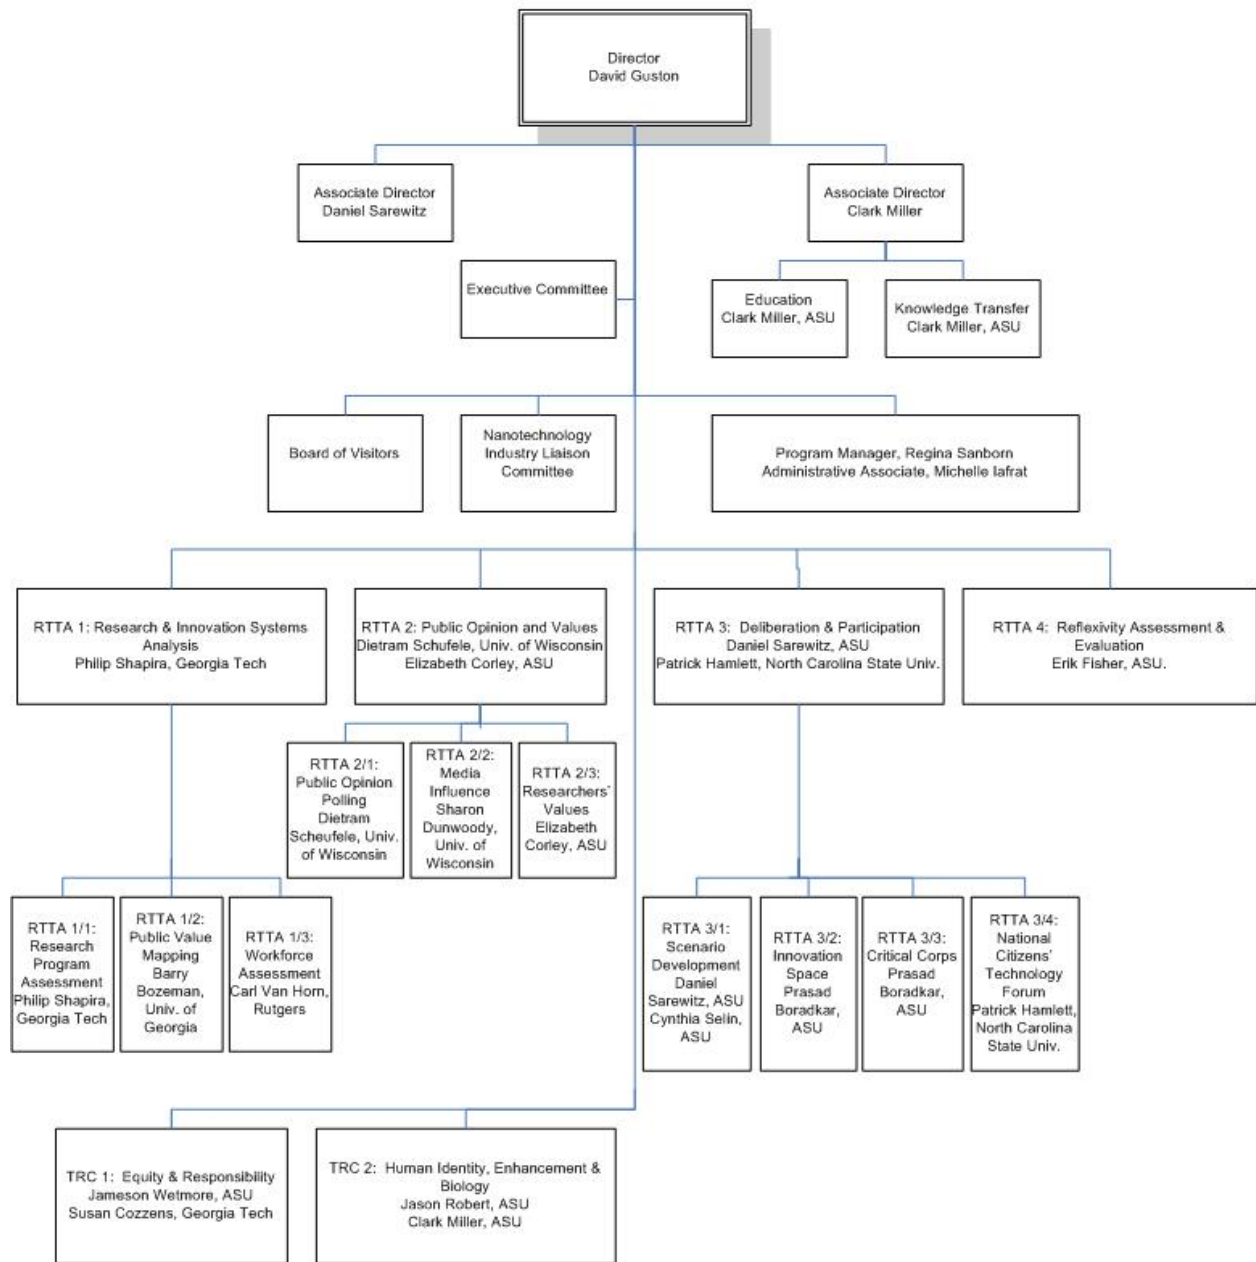 Director
David Guston
Associate Director
Daniel Sarewitz
Associate Director
Clark Miller
Executive Committee
Education
Clark Miller, ASU
Knowledge Transfer
Clark Miller, ASU
Board of Visitors
Nanotechnology
Industry Liaison
Committee
Program Manager, Regina Sanborn
Administrative Associate, Michelle Iafrat
RTTA 1: Research & Innovation Systems
Analysis
Philip Shapira, Georgia Tech
RTTA 2: Public Opinion and Values
Dietram Schufele, Univ. of Wisconsin
Elizabeth Corley, ASU
RTTA 3:  Deliberation & Participation
Daniel Sarewitz, ASU
Patrick Hamlett, North Carolina State Univ.
RTTA 4:  Reflexivity Assessment &
Evaluation
Erik Fisher, ASU.
RTTA 2/1:
Public Opinion
Polling
Dietram
Scheufele, Univ.
of Wisconsin
RTTA 2/2:
Media
Influence
Sharon
Dunwoody,
Univ. of
Wisconsin
RTTA 2/3:
Researchers'
Values
Elizabeth
Corley, ASU
RTTA 1/1:
Research
Program
Assessment
Philip Shapira,
Georgia Tech
RTTA 1/2:
Public Value
Mapping
Barry
Bozeman,
Univ. of
Georgia
RTTA 1/3:
Workforce
Assessment
Carl Van Horn,
Rutgers
RTTA 3/1:
Scenario
Development
Daniel
Sarewitz, ASU
Cynthia Selin,
ASU
RTTA 3/2:
Innovation
Space
Prasad
Boradkar,
ASU
RTTA 3/3:
Critical Corps
Prasad
Boradkar,
ASU
RTTA 3/4:
National
Citizens'
Technology
Forum
Patrick Hamlett,
North Carolina
State Univ.
TRC 1:  Equity & Responsibility
Jameson Wetmore, ASU
Susan Cozzens, Georgia Tech
TRC 2:  Human Identity, Enhancement &
Biology
Jason Robert, ASU
Clark Miller, ASU